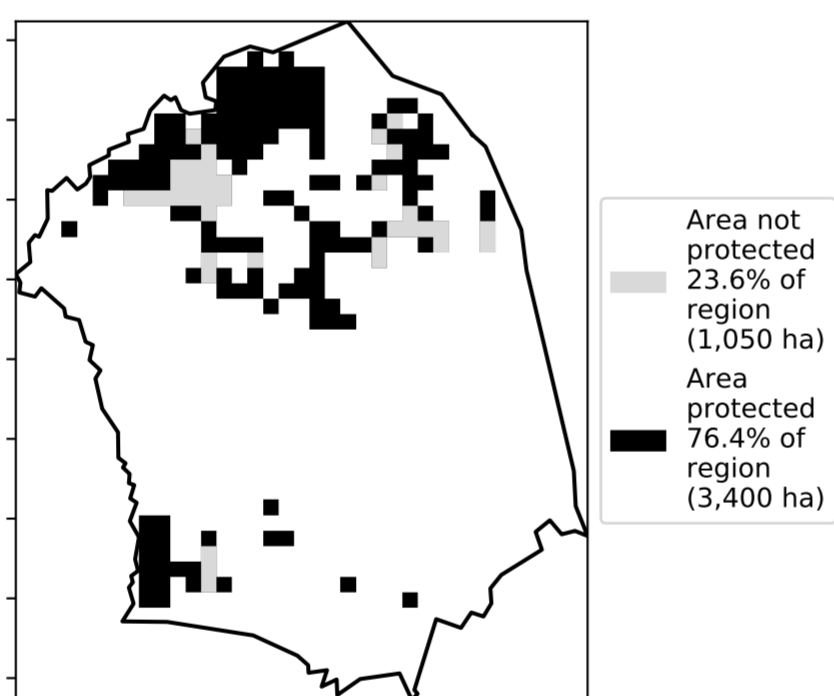 Area not
protected
23.6% of
region
(1,050 ha)
Area
protected
76.4% of
region
(3,400 ha)